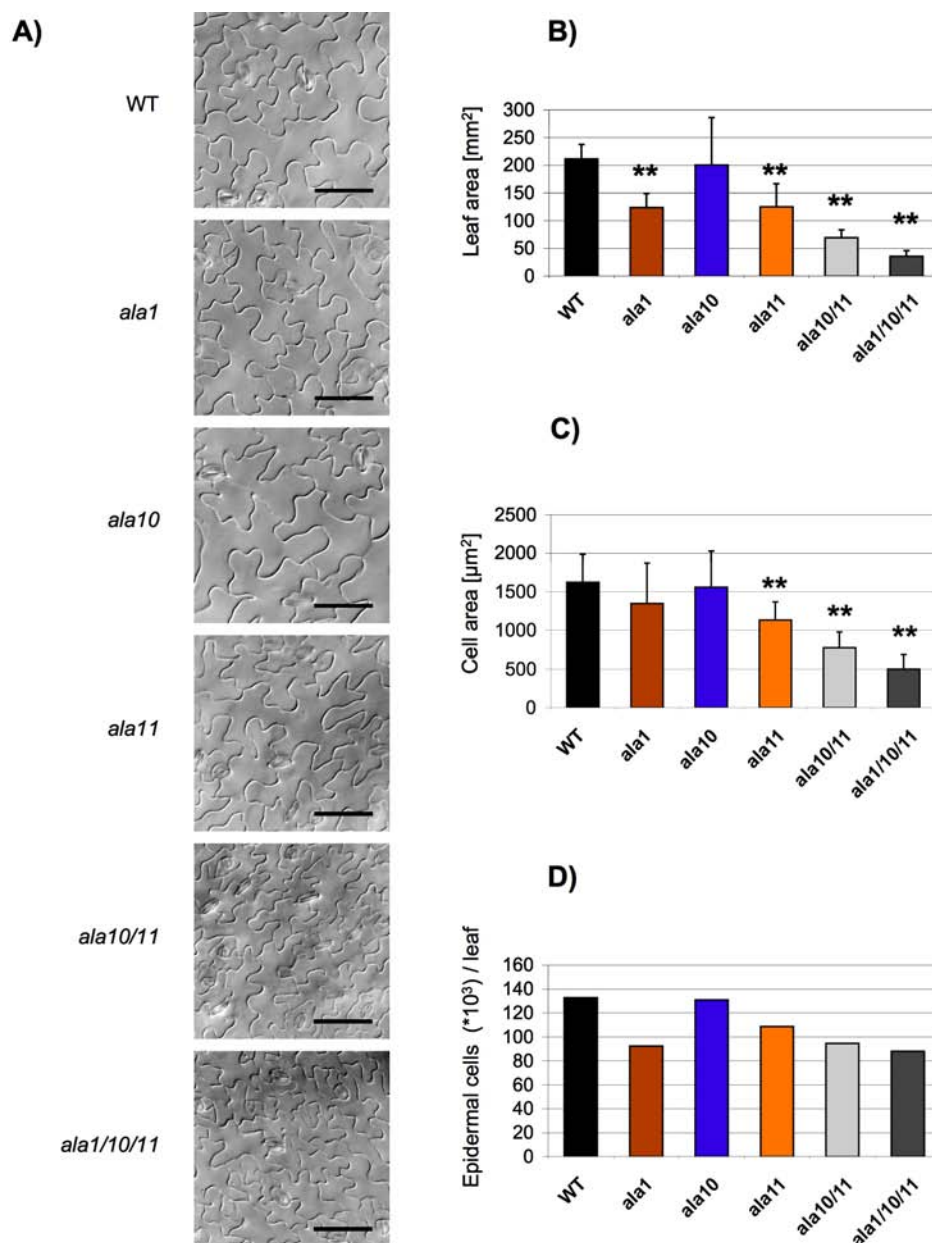 A)
WT
ala1
ala10
ala11
ala10/11
ala1/10/11
B)
Leaf area [mm²]
300
250
200
150
100
50
0
** ** ** **
WT ala1 ala10 ala11 ala10/11 ala1/10/11
C)
Cell area [µm²]
2500
2000
1500
1000
500
0
** ** **
WT ala1 ala10 ala11 ala10/11 ala1/10/11
D)
Epidermal cells (*10³) / leaf
160
140
120
100
80
60
40
20
0
WT ala1 ala10 ala11 ala10/11 ala1/10/11